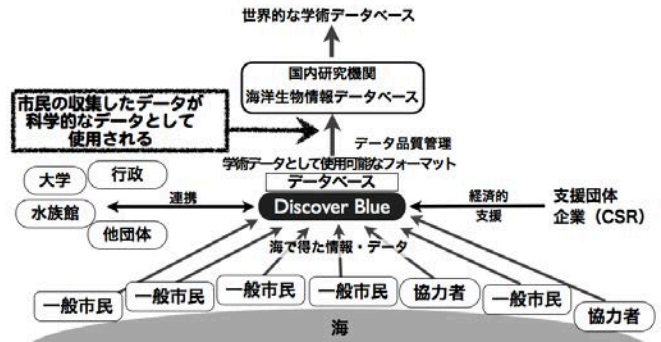 世界的な学術データベース
国内研究機関
海洋生物情報データベース
市民の収集したデータが
科学的なデータとして
使用される
データ品質管理
学術データとして使用可能なフォーマット
データベース
Discover Blue
大学
行政
水族館
他団体
連携
経済的
支援
支援団体
企業（CSR）
海で得た情報・データ
一般市民
一般市民
一般市民
一般市民
協力者
一般市民
協力者
海